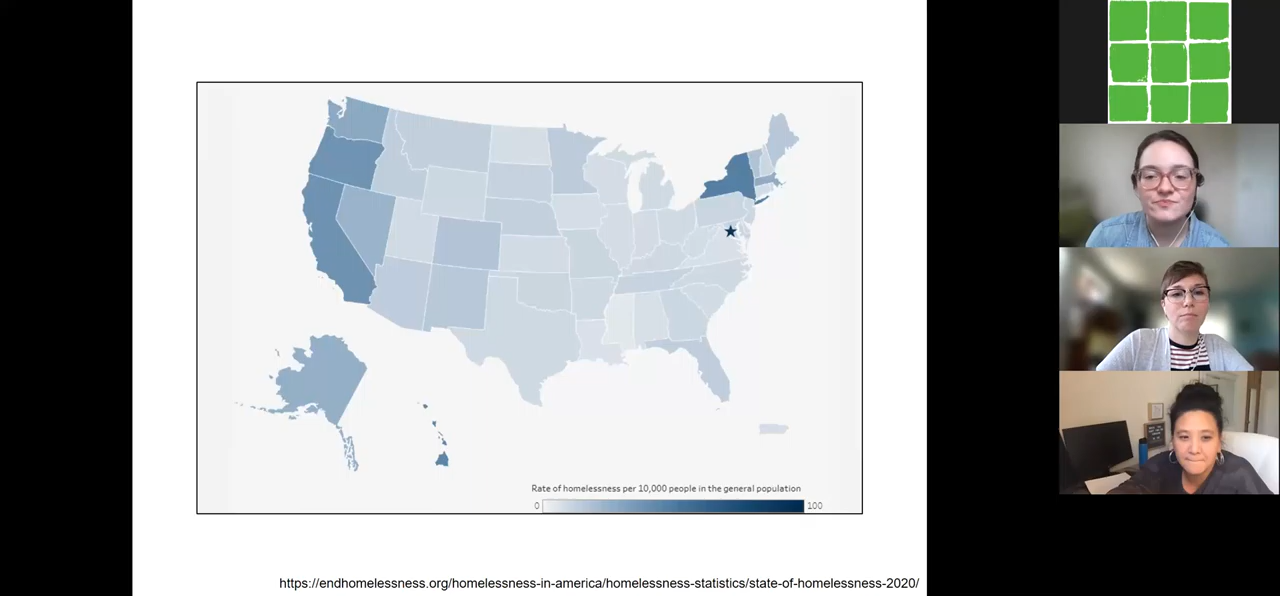 Rate of homelessness per 10,000 people in the general population
0 100
https://endhomelessness.org/homelessness-in-america/homelessness-statistics/state-of-homelessness-2020/